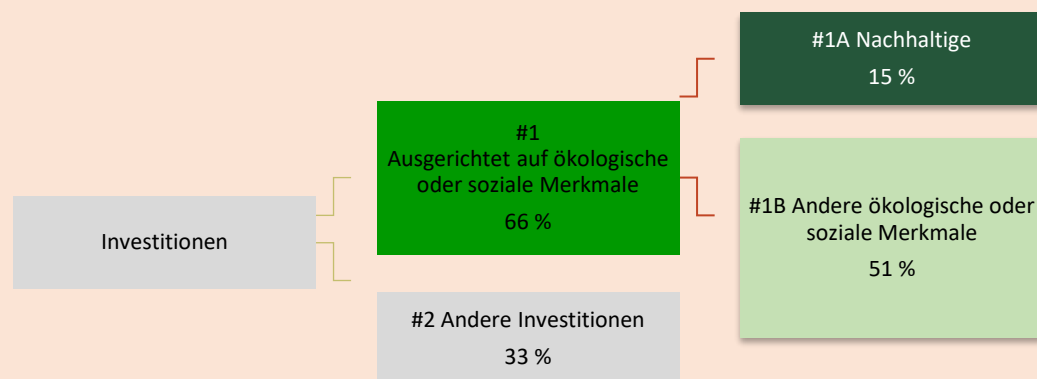 #1A Nachhaltige
15 %
#1
Ausgerichtet auf ökologische
oder soziale Merkmale
66 %
#1B Andere ökologische oder
soziale Merkmale
51 %
Investitionen
#2 Andere Investitionen
33 %